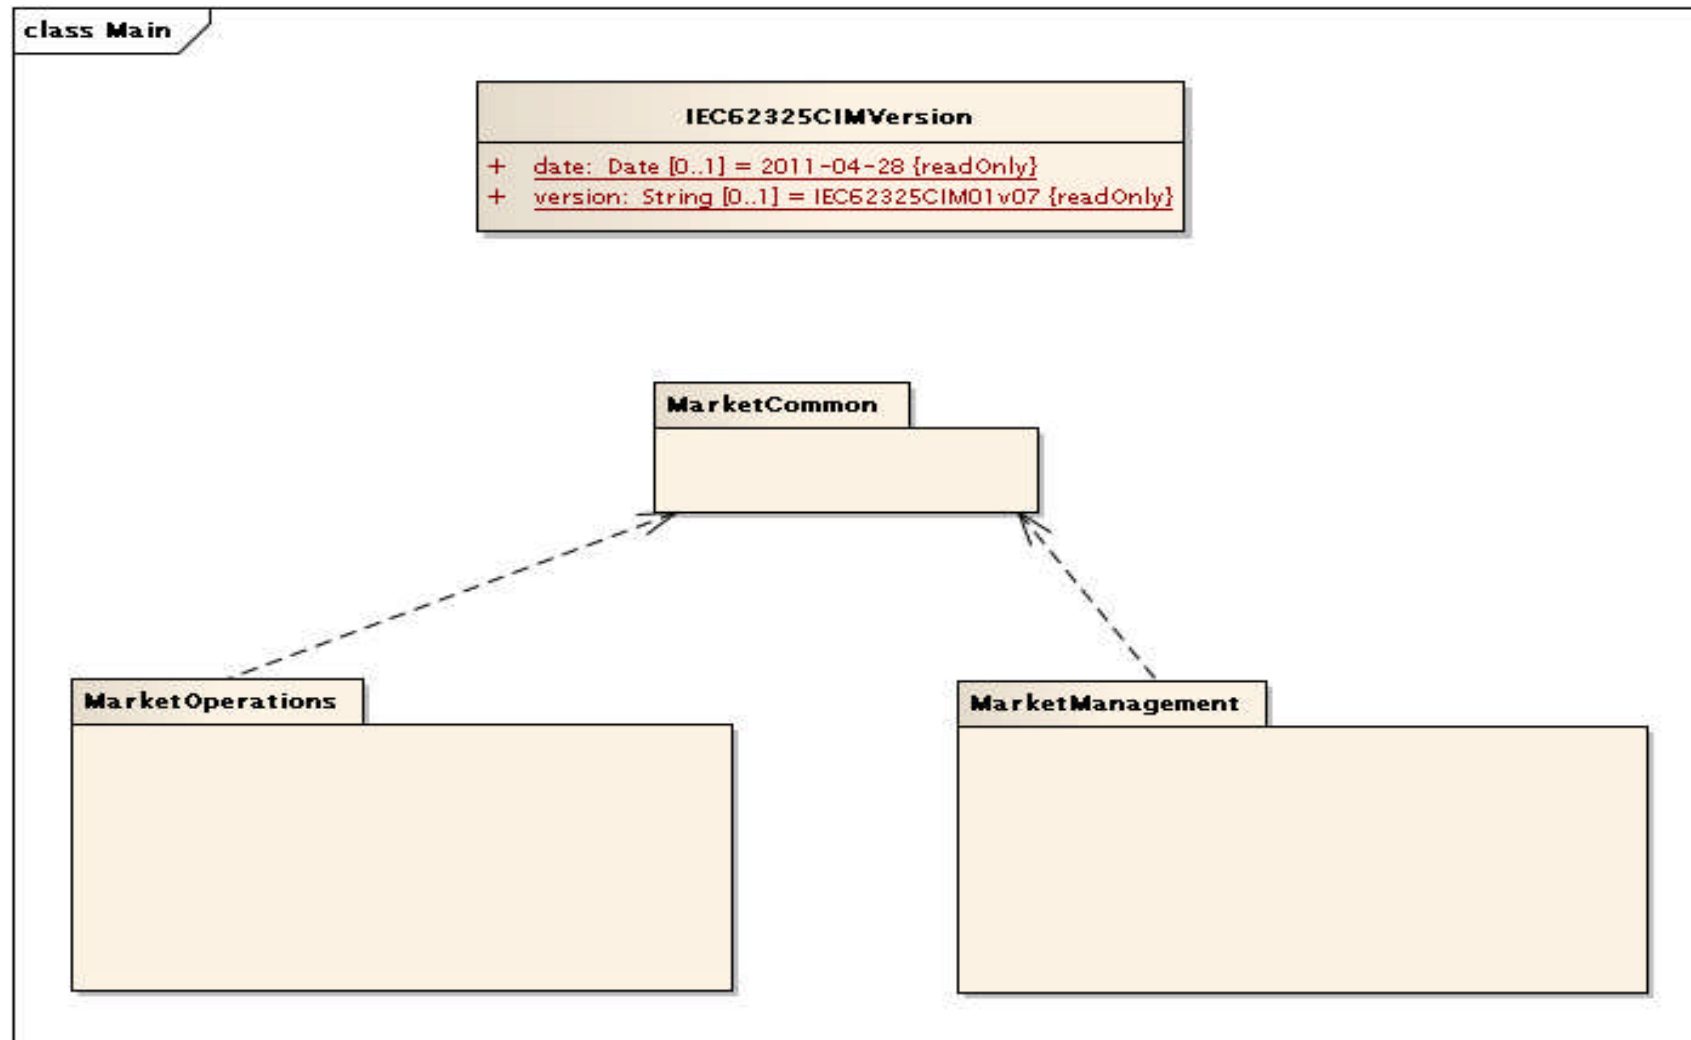 class Main
IEC62325CIMVersion
+ date: Date [0..1] = 2011-04-28 {readOnly}
+ version: String [0..1] = IEC62325CIM01v07 {readOnly}
MarketCommon
MarketOperations
MarketManagement